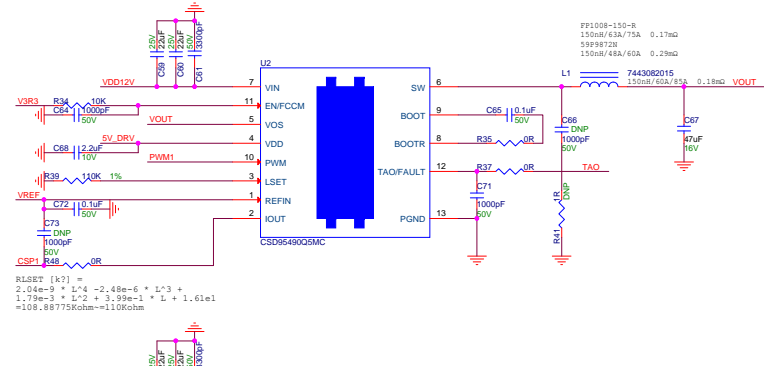 FP1008-150-R
150nH/63A/75A 0.17mΩ
59P9872N
150nH/48A/60A 0.29mΩ
L1 7443082015
150nH/60A/85A 0.18mΩ
VOUT
25V 22uF C59
25V 22uF C60
50V 3300pF C61
U2
VDD12V
7 VIN
SW 6
V3R3 R34 10K
11 EN/FCCM
C64 1000pF
50V
BOOT 9
C65 0.1uF
50V
VOUT
5 VOS
C66
DNP
1000pF
50V
C67
47uF
16V
5V_DRV
4 VDD
BOOTR 8
R35 0R
C68 2.2uF
10V
PWM1
10 PWM
TAO/FAULT 12
R37 0R
TAO
R39 110K 1%
3 LSET
C71
1000pF
50V
1R DNP
R41
VREF
1 REFIN
C72 0.1uF
50V
2 IOUT
PGND 13
C73
DNP
1000pF
50V
CSD95490Q5MC
CSP1 R48 0R
RLSET [k?] =
2.04e-9 * L^4 -2.48e-6 * L^3 +
1.79e-3 * L^2 + 3.99e-1 * L + 1.61e1
=108.88775Kohm~=110Kohm